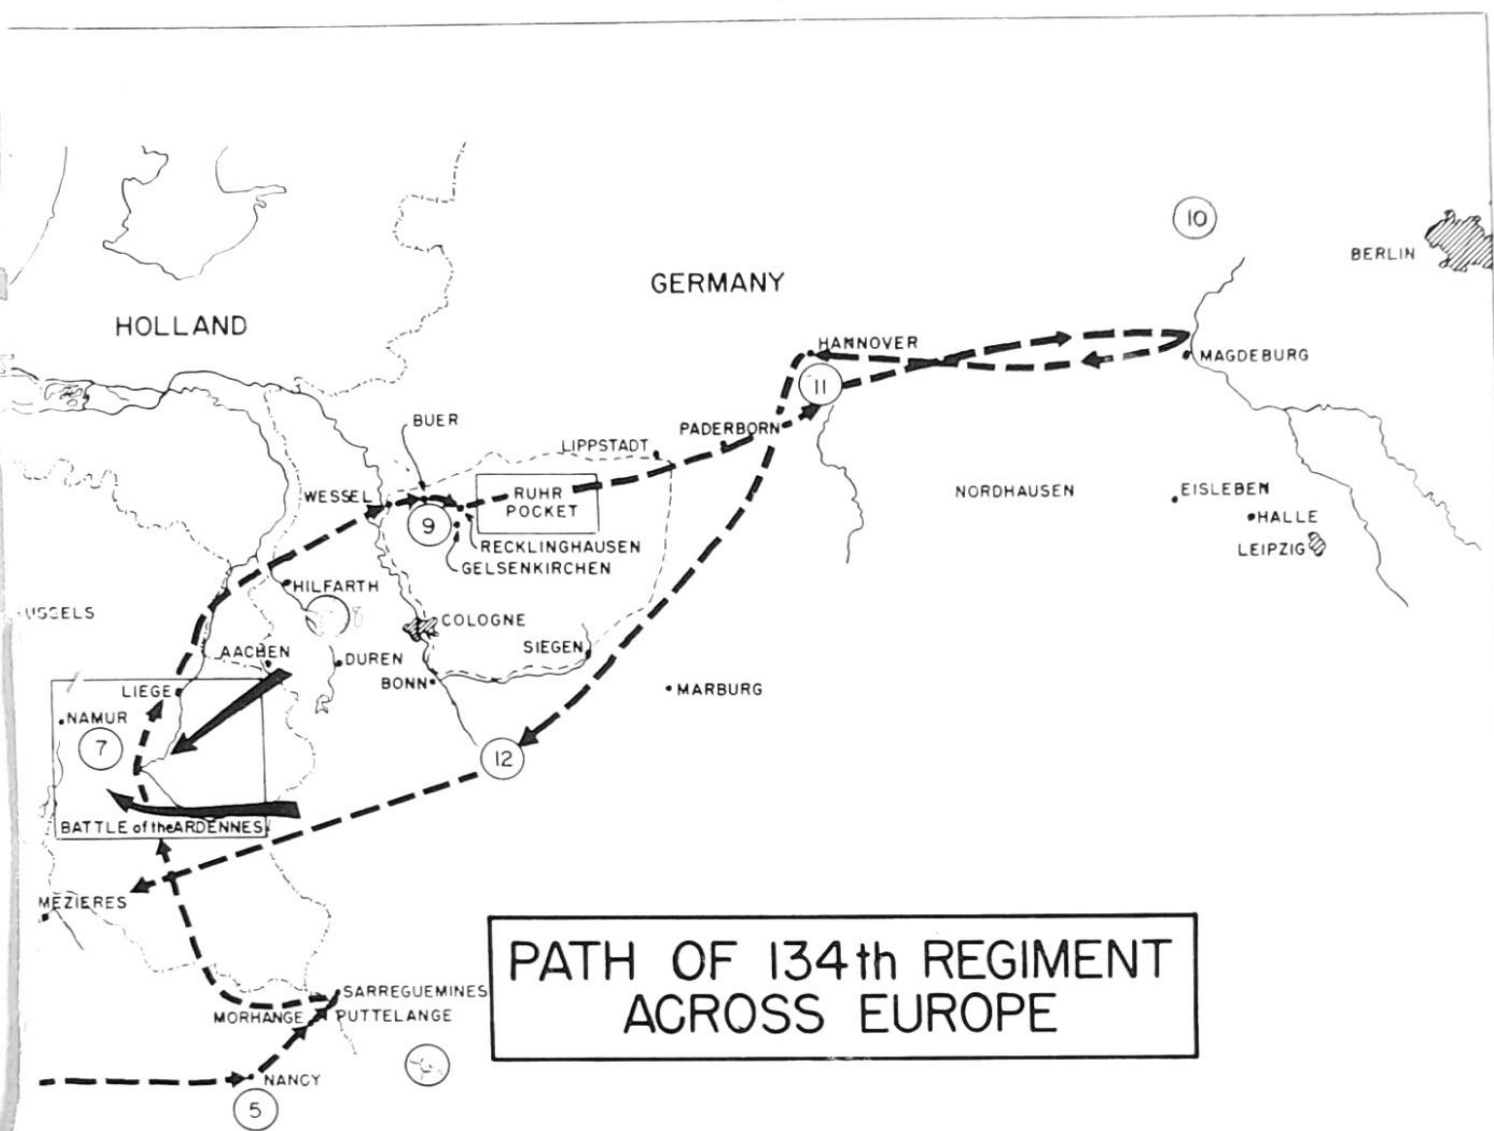 10
BERLIN
GERMANY
HOLLAND
HANNOVER
MAGDEBURG
11
BUER
PADERBORN
LIPPSTADT
WESSEL
RUHR
POCKET
NORDHAUSEN
EISLEBEN
9
HALLE
RECKLINGHAUSEN
LEIPZIG
GELSENKIRCHEN
HILFARTH
USSELS
8
COLOGNE
AACHEN
DUREN
SIEGEN
BONN
LIEGE
MARBURG
NAMUR
7
12
BATTLE of the ARDENNES
MEZIERES
PATH OF 134th REGIMENT
ACROSS EUROPE
SARREGUEMINES
MORHANGE
PUTTELANGE
NANCY
5